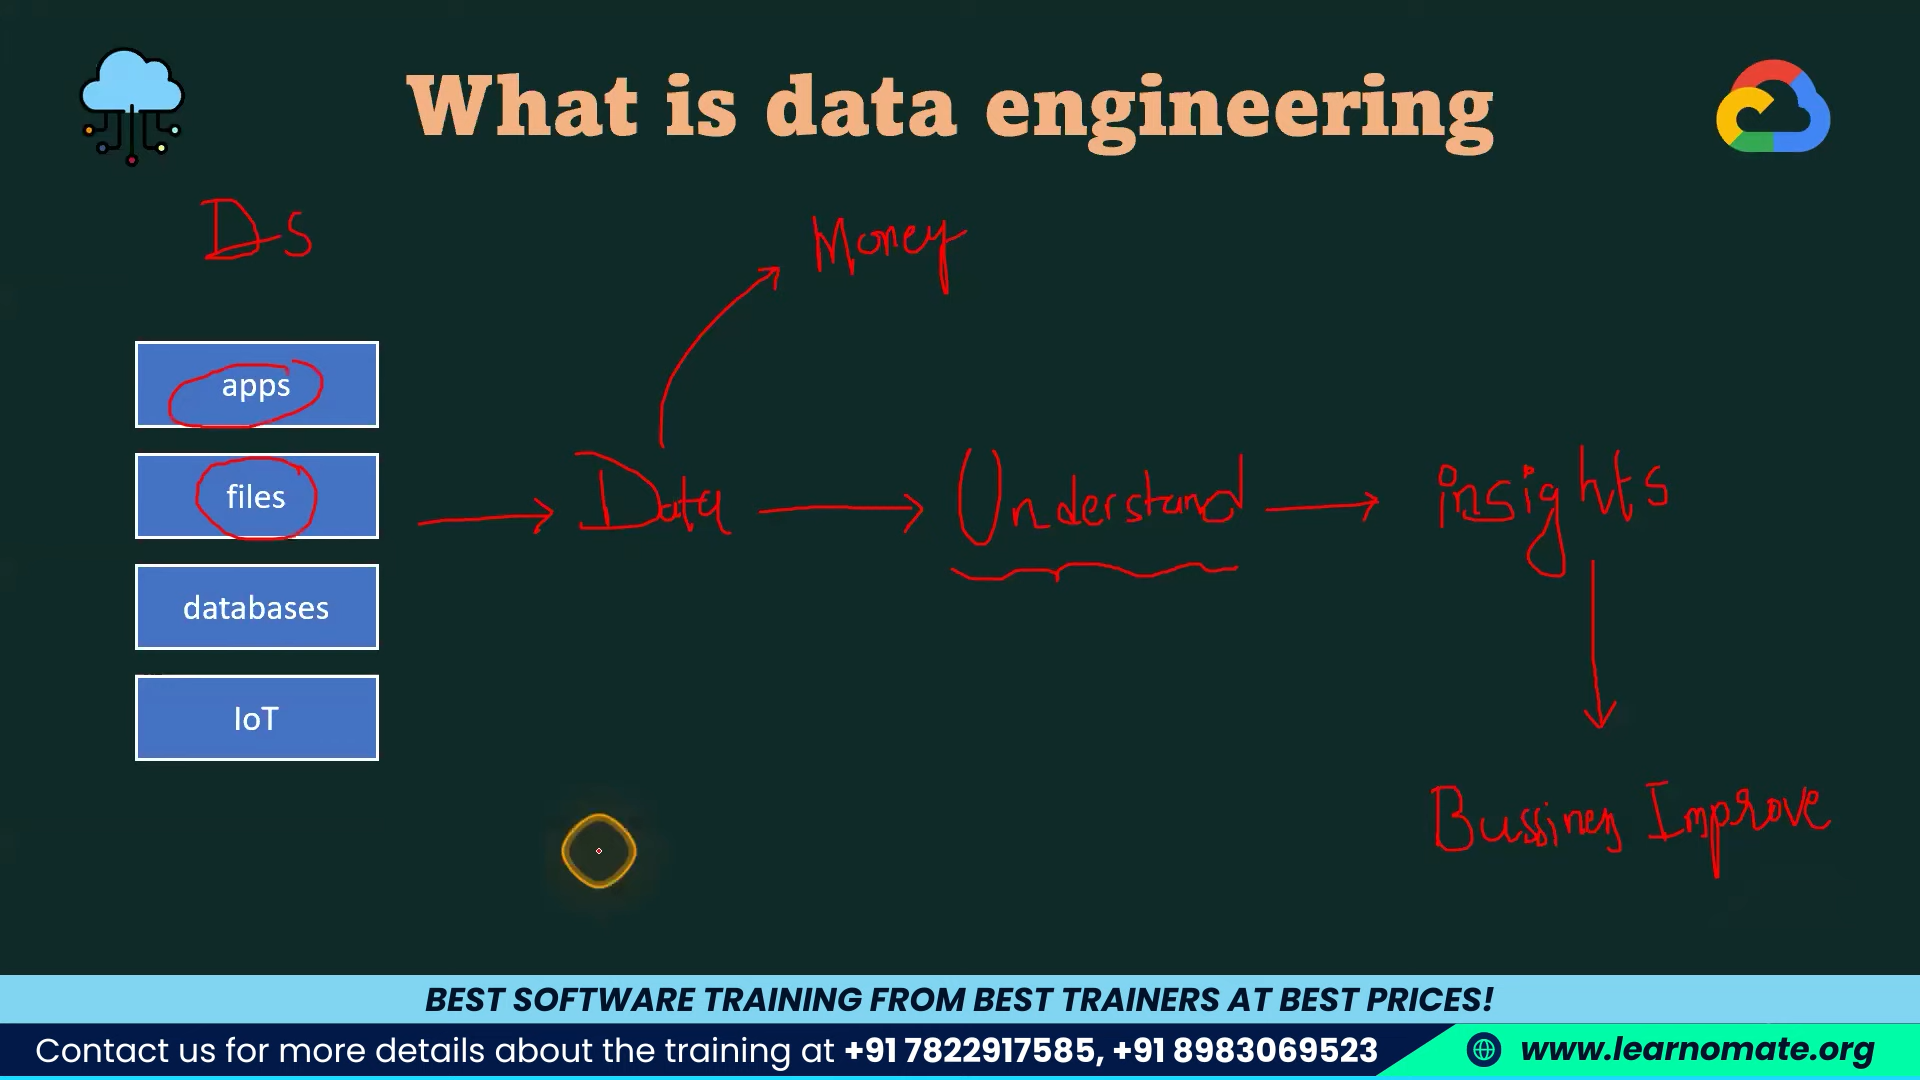 What is data engineering
DS
Money
apps
files
databases
IoT
Data
Understand
insights
Bussiness Improve
BEST SOFTWARE TRAINING FROM BEST TRAINERS AT BEST PRICES!
Contact us for more details about the training at +91 7822917585, +91 8983069523
www.learnomate.org